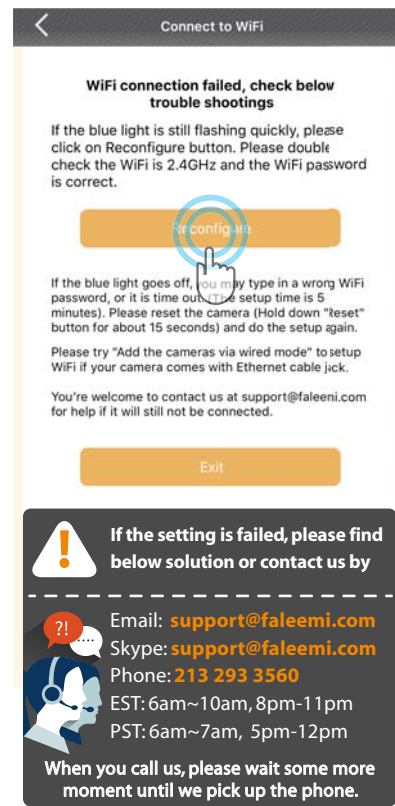 Connect to WiFi
WiFi connection failed, check below
trouble shootings
If the blue light is still flashing quickly, please
click on Reconfigure button. Please double
check the WiFi is 2.4GHz and the WiFi password
is correct.
Reconfigure
If the blue light goes off, you may type in a wrong WiFi
password, or it is time out. (The setup time is 5
minutes). Please reset the camera (Hold down "Reset"
button for about 15 seconds) and do the setup again.
Please try "Add the cameras via wired mode" to setup
WiFi if your camera comes with Ethernet cable jack.
You're welcome to contact us at support@faleeni.com
for help if it will still not be connected.
Exit
!
If the setting is failed, please find
below solution or contact us by
?!
....
Email: support@faleemi.com
Skype: support@faleemi.com
Phone: 213 293 3560
EST: 6am~10am, 8pm-11pm
PST: 6am~7am, 5pm-12pm
When you call us, please wait some more
moment until we pick up the phone.